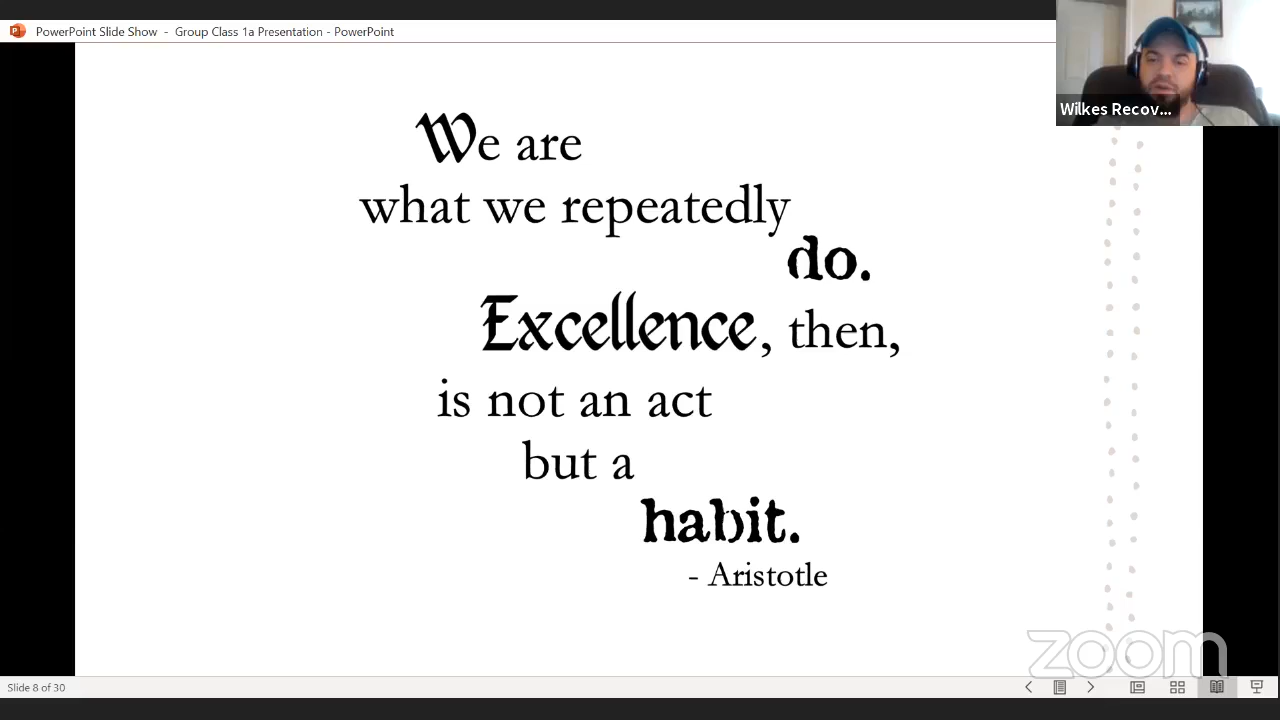 PowerPoint Slide Show - Group Class 1a Presentation - PowerPoint
Wilkes Recov...
We are
what we repeatedly
do.
Excellence, then,
is not an act
but a
habit.
- Aristotle
zoom
Slide 8 of 30